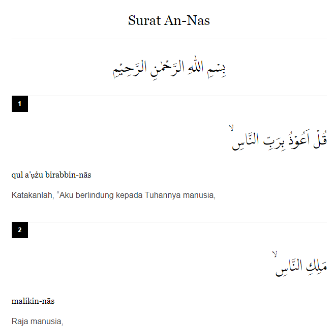 Surat An-Nas
بِسْمِ اللّٰهِ الرَّحْمٰنِ الرَّحِيْمِ
1
قُلْ اَعُوْذُ بِرَبِّ النَّاسِۙ
qul a'ụżu birabbin-nās
Katakanlah, "Aku berlindung kepada Tuhannya manusia,
2
مَلِكِ النَّاسِۙ
malikin-nās
Raja manusia,